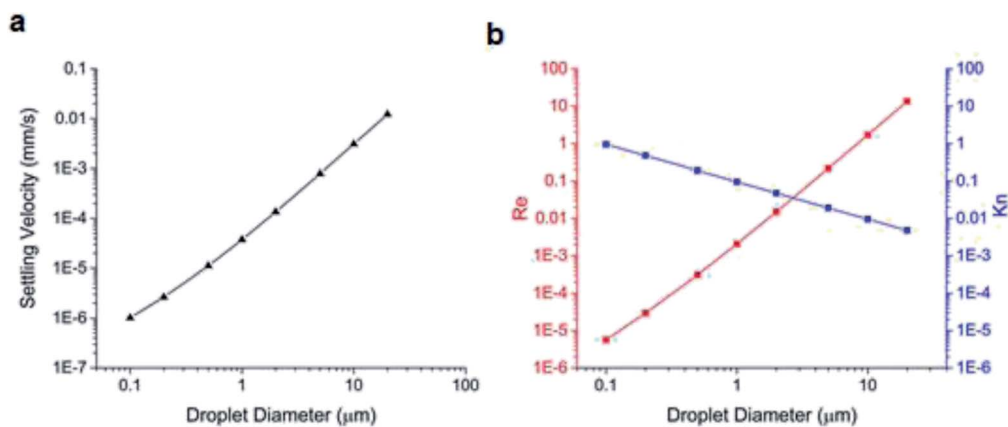 a
0.1
0.01
1E-3
1E-4
1E-5
1E-6
1E-7
Settling Velocity (mm/s)
0.1 1 10 100
Droplet Diameter (μm)
b
100
10
1
0.1
0.01
1E-3
1E-4
1E-5
1E-6
Re
0.1 1 10
Droplet Diameter (μm)
100
10
1
0.1
0.01
1E-3
1E-4
1E-5
1E-6
Kn